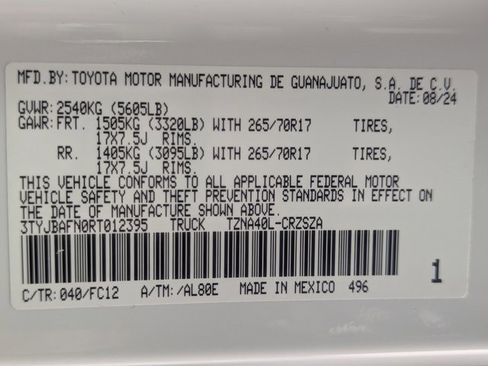 MFD.BY:TOYOTA MOTOR MANUFACTURING DE GUANAJUATO, S.A. DE C.V.
DATE:08/24
GVWR:2540KG (5605LB)
GAWR:FRT. 1505KG (3320LB) WITH 265/70R17 TIRES,
17X7.5J RIMS.
RR. 1405KG (3095LB) WITH 265/70R17 TIRES,
17X7.5J RIMS.
THIS VEHICLE CONFORMS TO ALL APPLICABLE FEDERAL MOTOR
VEHICLE SAFETY AND THEFT PREVENTION STANDARDS IN EFFECT ON
THE DATE OF MANUFACTURE SHOWN ABOVE.
3TYJBAFN0RT012395 TRUCK TZNA40L-CRZSZA
1
C/TR:040/FC12 A/TM:/AL80E MADE IN MEXICO 496